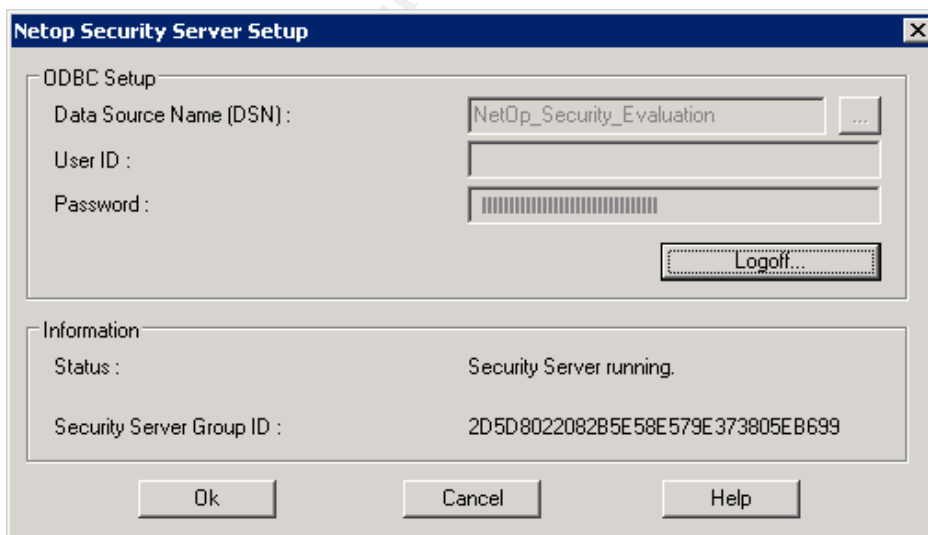 Netop Security Server Setup
ODBC Setup
Data Source Name (DSN) : NetOp_Security_Evaluation ...
User ID :
Password :
Logoff...
Information
Status : Security Server running.
Security Server Group ID : 2D5D8022082B5E58E579E373805EB699
Ok Cancel Help